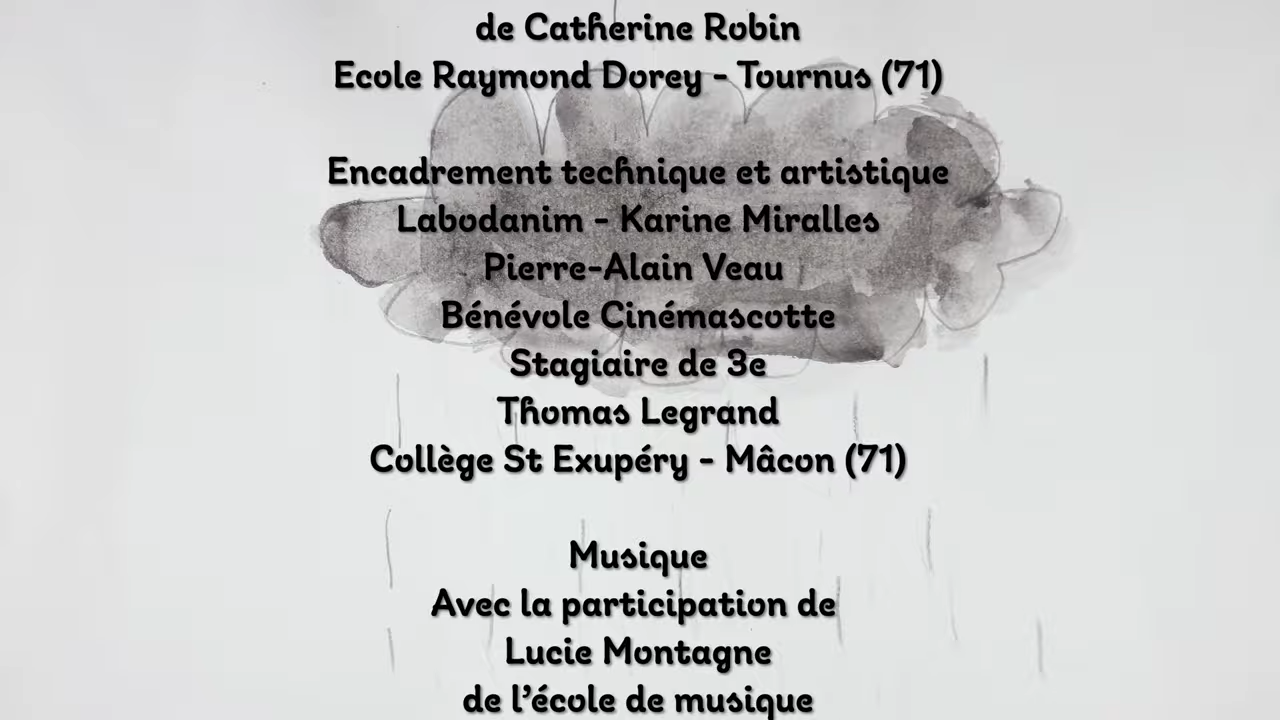 de Catherine Robin
Ecole Raymond Dorey - Tournus (71)
Encadrement technique et artistique
Labodanim - Karine Miralles
Pierre-Alain Veau
Bénévole Cinémascotte
Stagiaire de 3e
Thomas Legrand
Collège St Exupéry - Mâcon (71)
Musique
Avec la participation de
Lucie Montagne
de l'école de musique